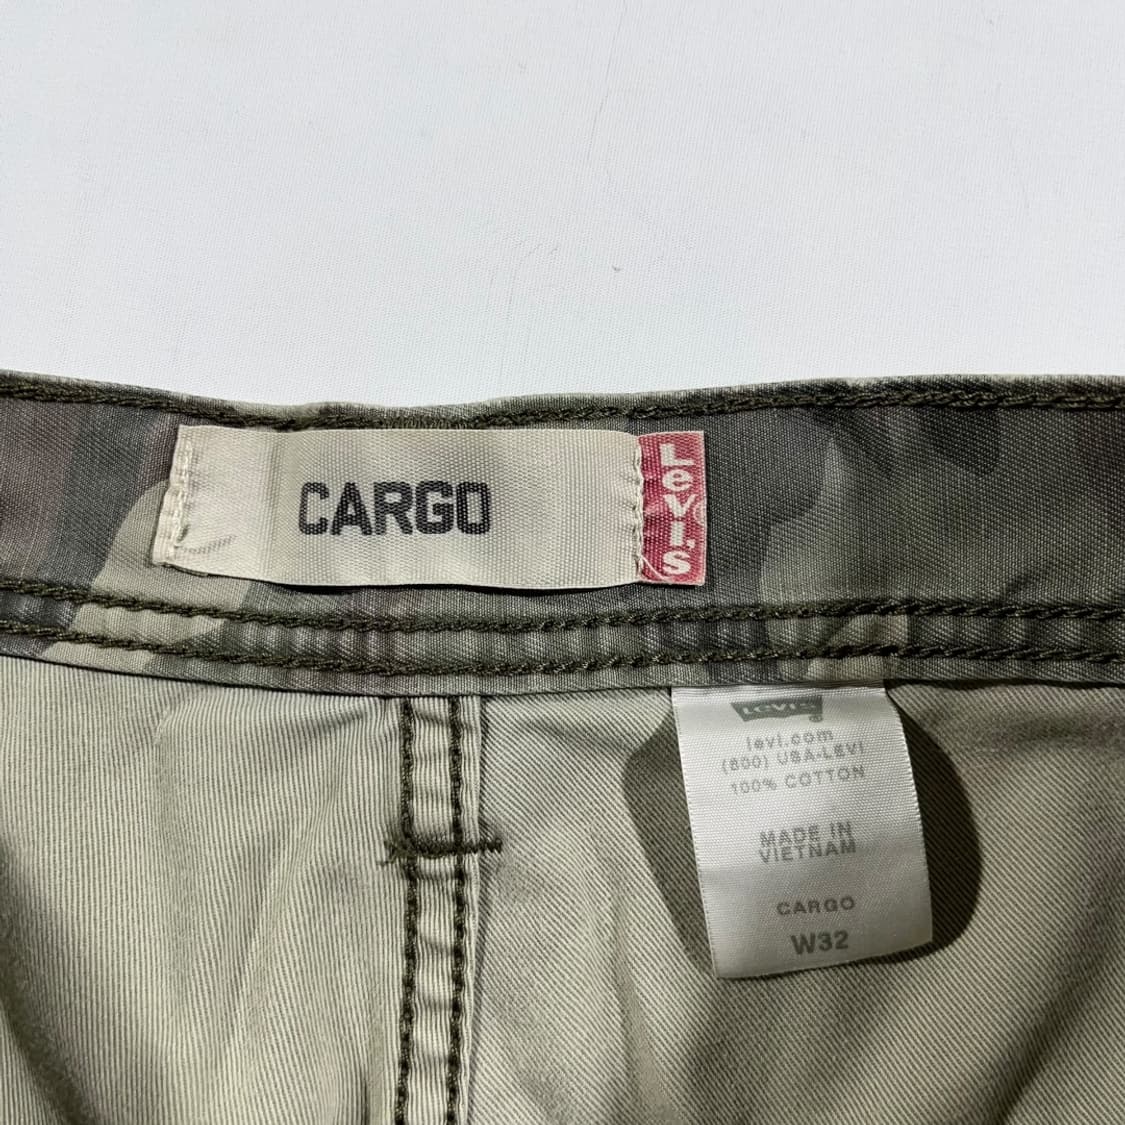 CARGO
Levi's
LEVI'S
levi.com
(800) USA-LEVI
100% COTTON
MADE IN
VIETNAM
CARGO
W32